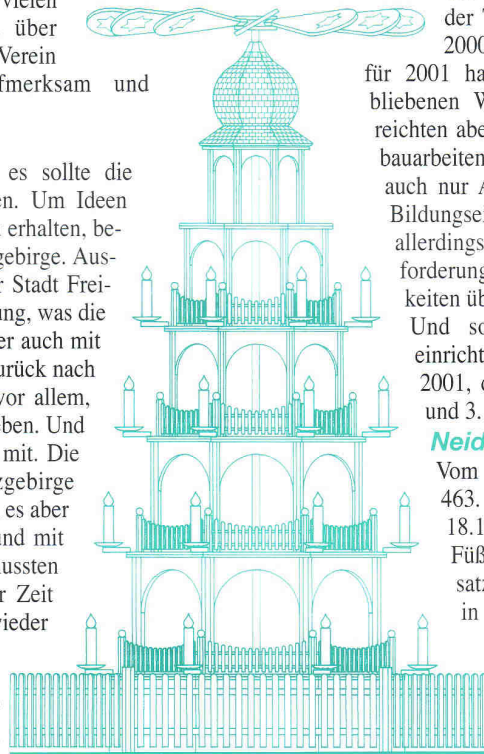 vielen
über
Verein
fmerksam und
es sollte die
en. Um Ideen
erhalten, be-
gebirge. Aus-
r Stadt Frei-
ung, was die
er auch mit
urück nach
vor allem,
ben. Und
mit. Die
zgebirge
es aber
und mit
ussten
r Zeit
wieder
der
2000
für 2001 ha
bliebenen W
reichten abe
bauarbeiten
auch nur A
Bildungsei
allerdings
forderung
keiten üb
Und so
einricht
2001, d
und 3.
Neid
Vom
463.
18.1
Füß
satz
in